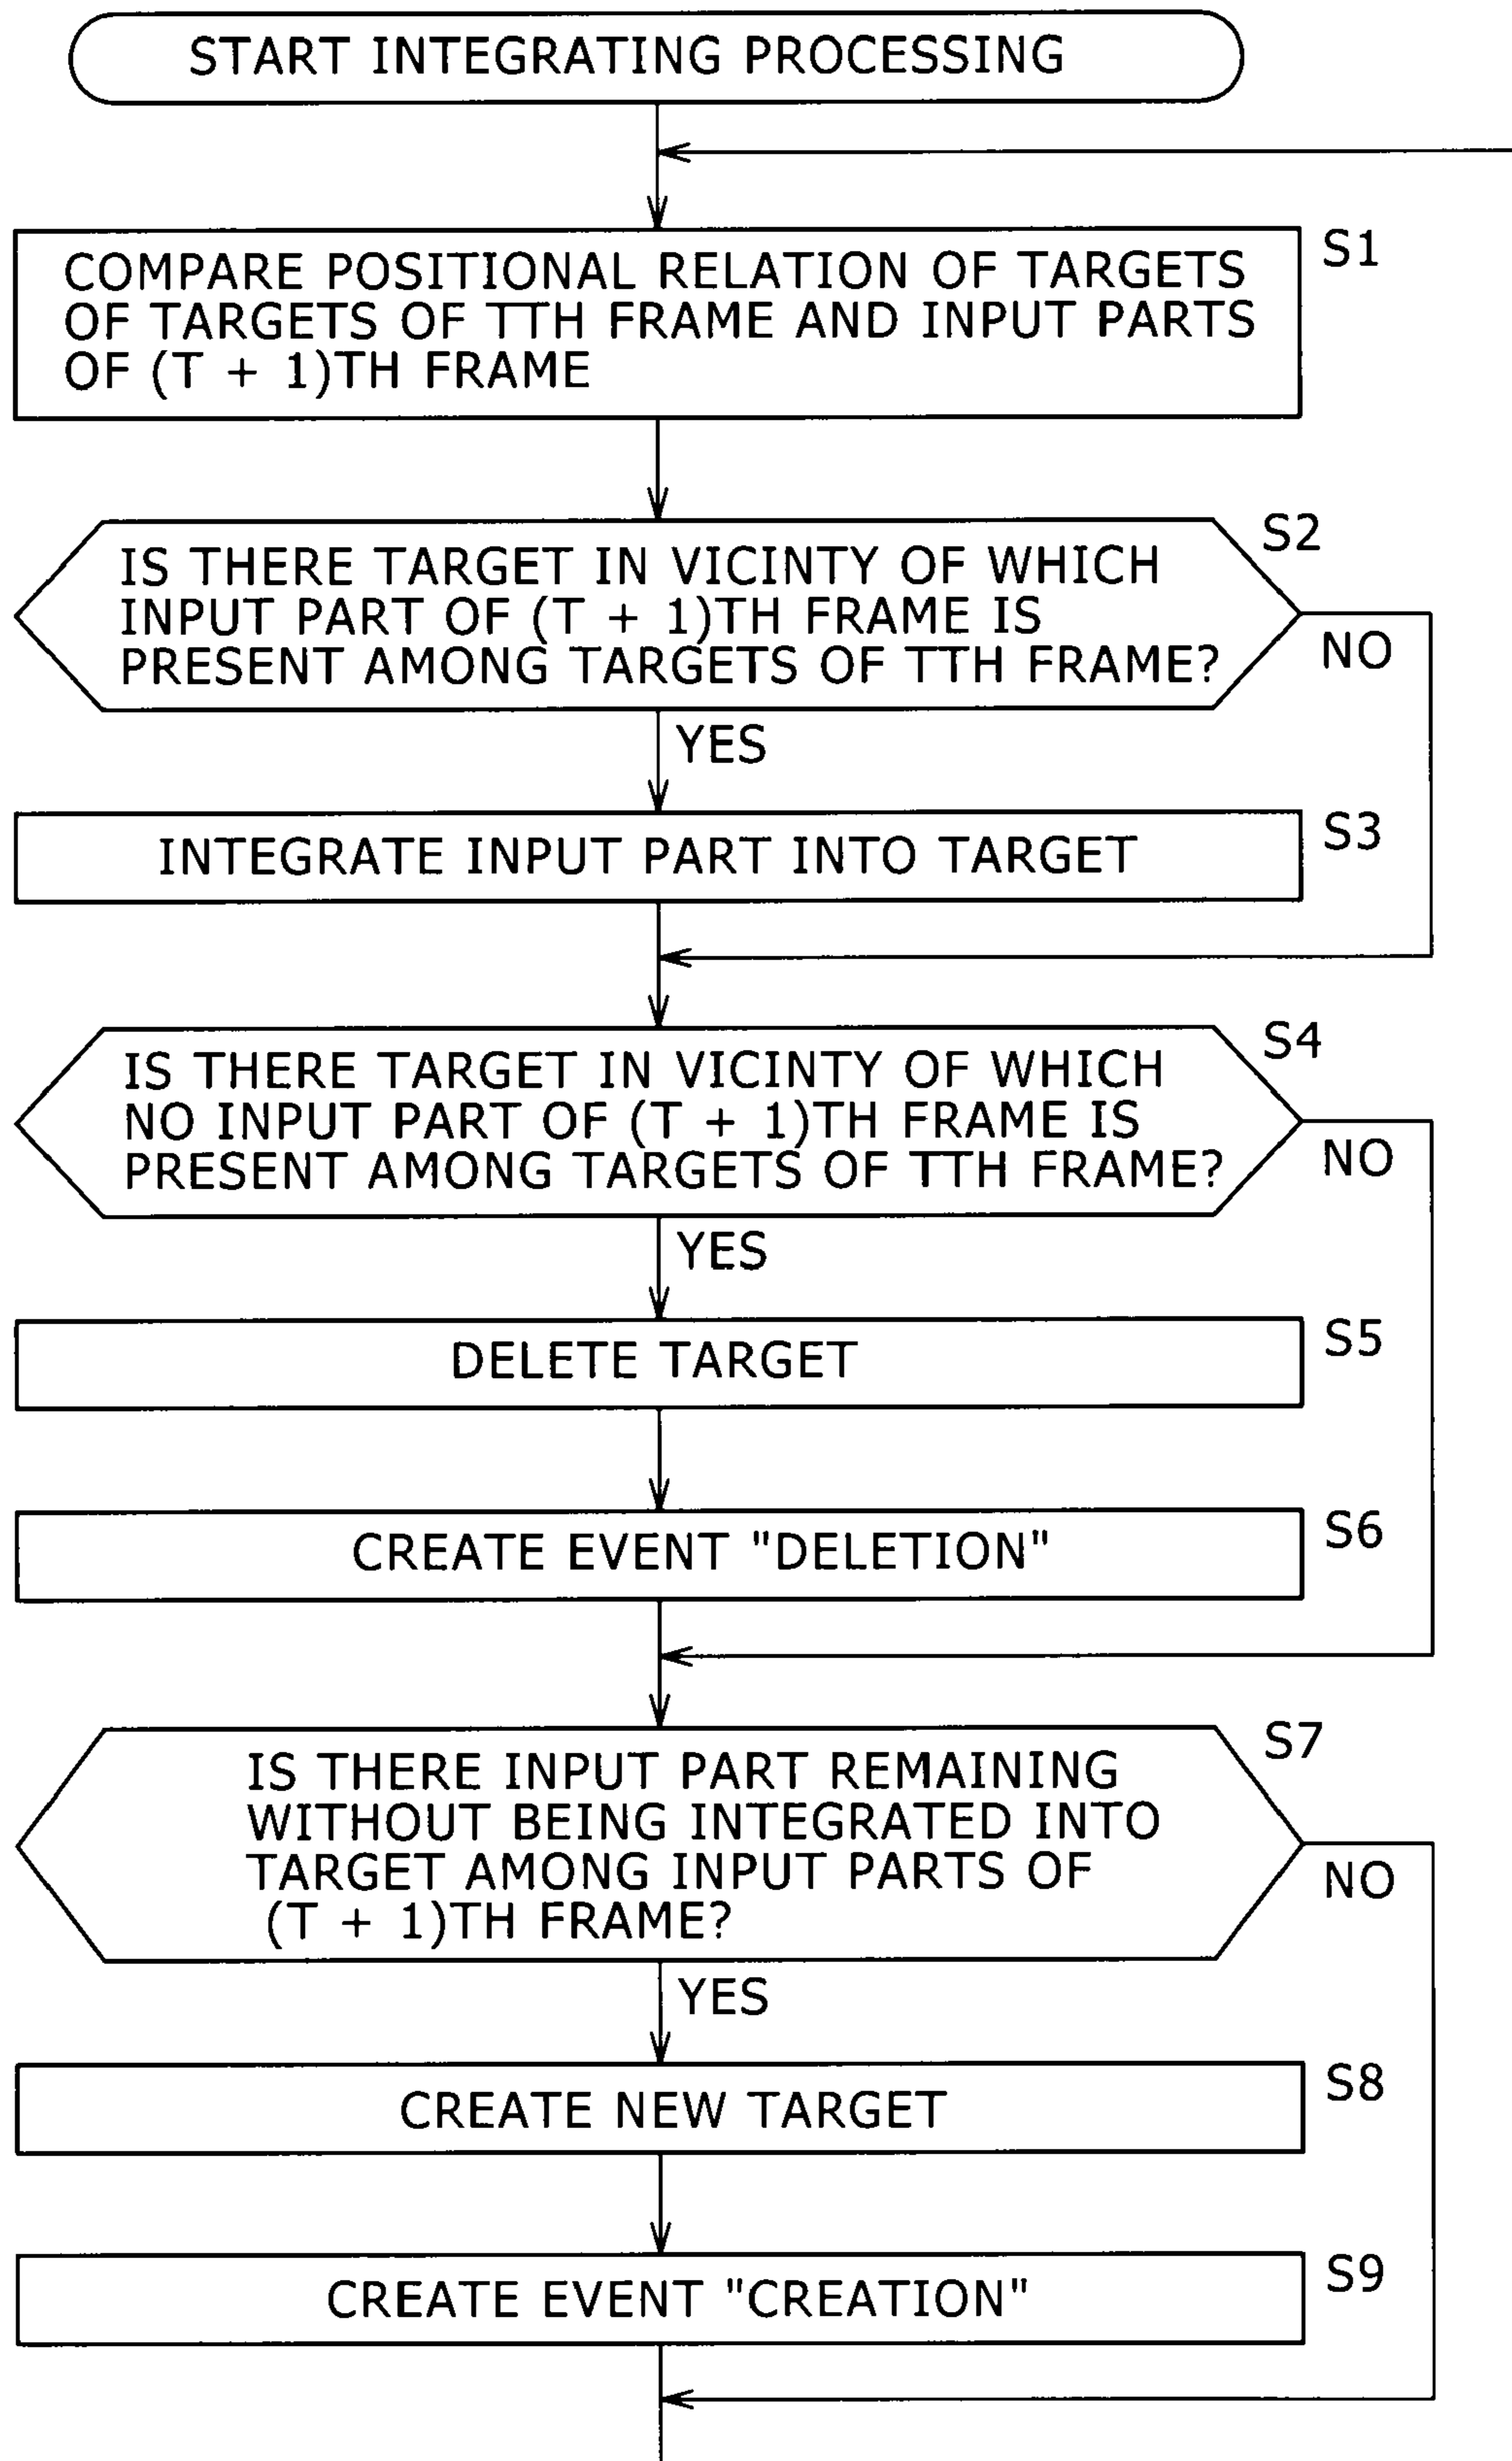 START INTEGRATING PROCESSING
S1
COMPARE POSITIONAL RELATION OF TARGETS
OF TARGETS OF TTH FRAME AND INPUT PARTS
OF (T + 1)TH FRAME
S2
IS THERE TARGET IN VICINTY OF WHICH
INPUT PART OF (T + 1)TH FRAME IS
PRESENT AMONG TARGETS OF TTH FRAME?
NO
YES
S3
INTEGRATE INPUT PART INTO TARGET
S4
IS THERE TARGET IN VICINTY OF WHICH
NO INPUT PART OF (T + 1)TH FRAME IS
PRESENT AMONG TARGETS OF TTH FRAME?
NO
YES
S5
DELETE TARGET
S6
CREATE EVENT "DELETION"
S7
IS THERE INPUT PART REMAINING
WITHOUT BEING INTEGRATED INTO
TARGET AMONG INPUT PARTS OF
(T + 1)TH FRAME?
NO
YES
S8
CREATE NEW TARGET
S9
CREATE EVENT "CREATION"